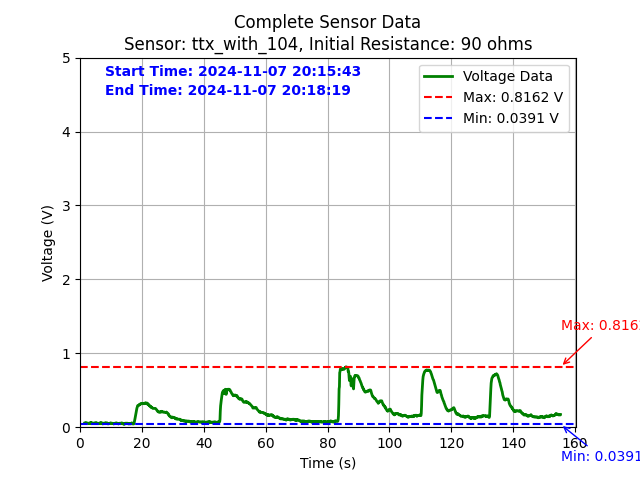 Complete Sensor Data
Sensor: ttx_with_104, Initial Resistance: 90 ohms
Start Time: 2024-11-07 20:15:43
End Time: 2024-11-07 20:18:19
Voltage Data
Max: 0.8162 V
Min: 0.0391 V
Voltage (V)
5
4
3
2
1
0
Max: 0.816
Min: 0.0391
0 20 40 60 80 100 120 140 160
Time (s)